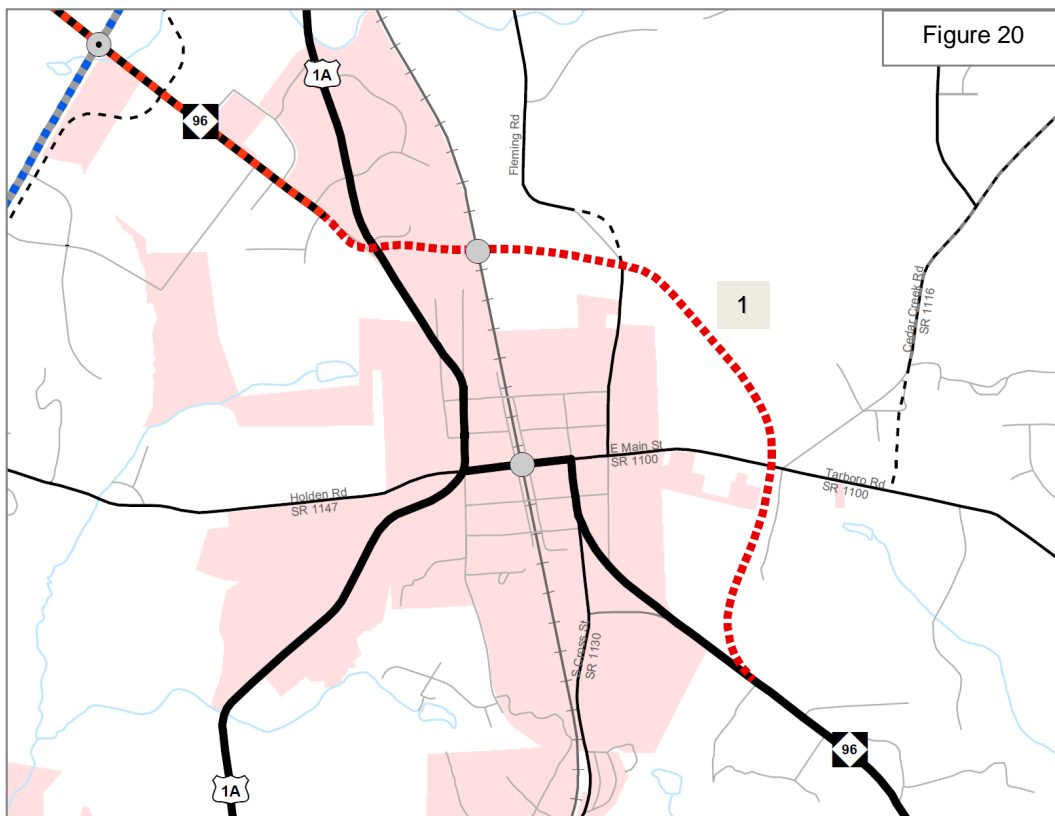 Figure 20
1A
96
Fleming Rd
Cedar Creek Rd
SR 1116
1
E Main St
SR 1100
Tarboro Rd
SR 1100
Holden Rd
SR 1147
S Cross St
SR 1130
96
1A